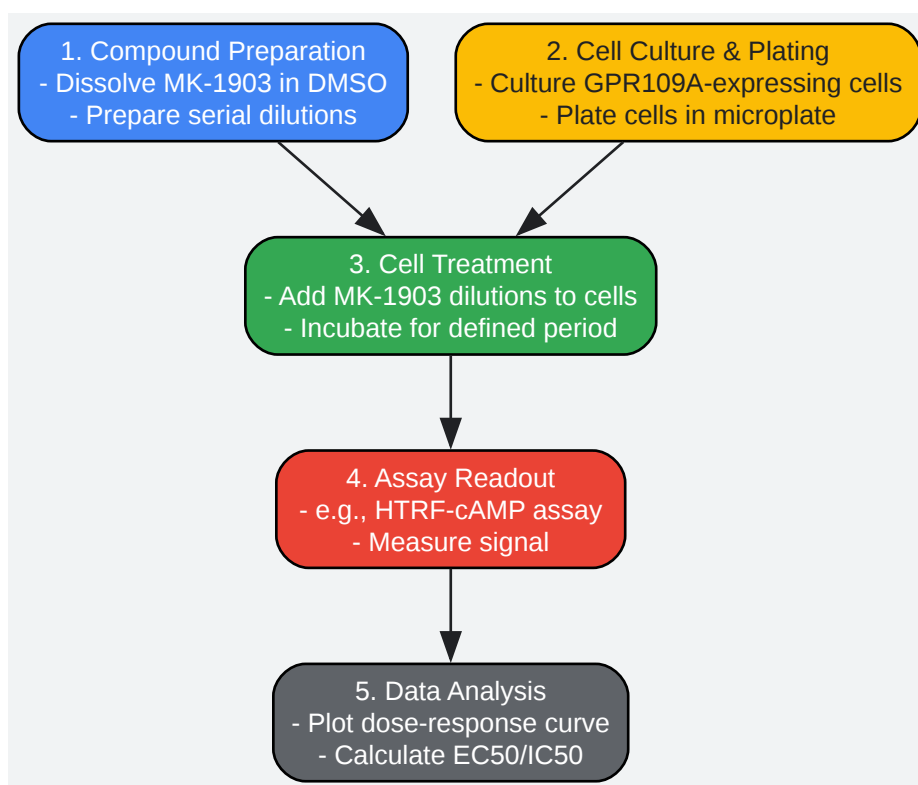 1. Compound Preparation
- Dissolve MK-1903 in DMSO
- Prepare serial dilutions
2. Cell Culture & Plating
- Culture GPR109A-expressing cells
- Plate cells in microplate
3. Cell Treatment
- Add MK-1903 dilutions to cells
- Incubate for defined period
4. Assay Readout
- e.g., HTRF-cAMP assay
- Measure signal
5. Data Analysis
- Plot dose-response curve
- Calculate EC50/IC50